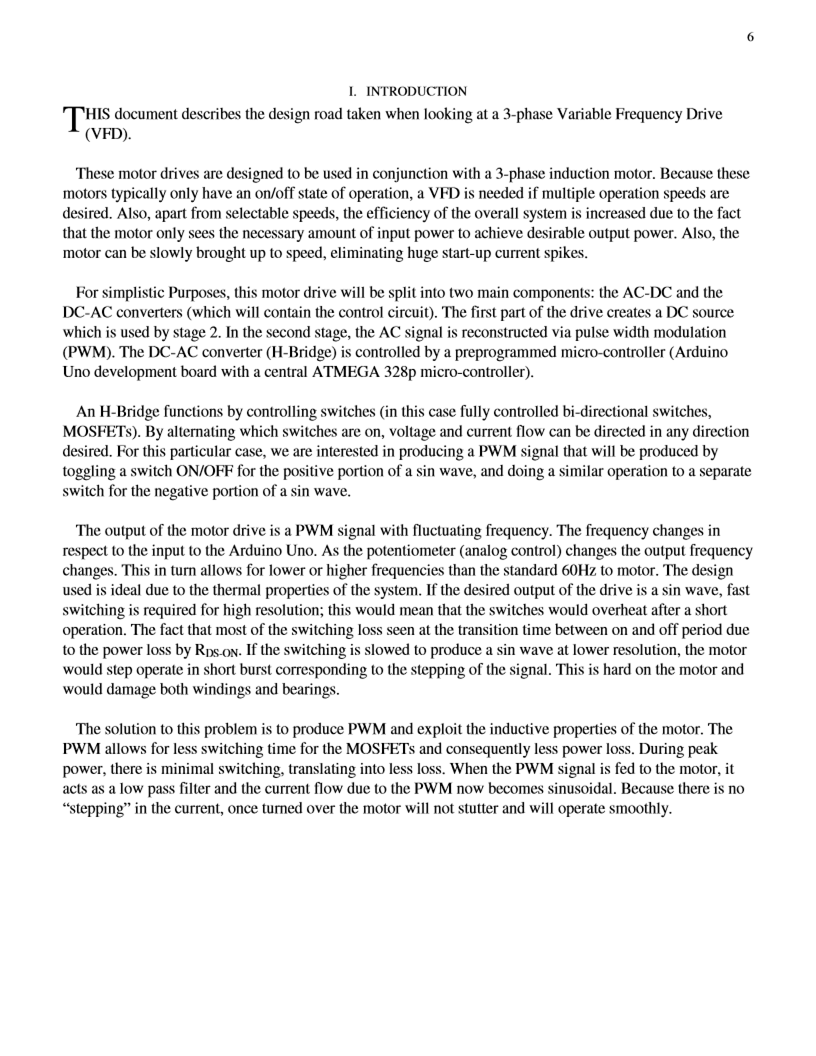 6
I. INTRODUCTION
THIS document describes the design road taken when looking at a 3-phase Variable Frequency Drive
(VFD).
These motor drives are designed to be used in conjunction with a 3-phase induction motor. Because these
motors typically only have an on/off state of operation, a VFD is needed if multiple operation speeds are
desired. Also, apart from selectable speeds, the efficiency of the overall system is increased due to the fact
that the motor only sees the necessary amount of input power to achieve desirable output power. Also, the
motor can be slowly brought up to speed, eliminating huge start-up current spikes.
For simplistic Purposes, this motor drive will be split into two main components: the AC-DC and the
DC-AC converters (which will contain the control circuit). The first part of the drive creates a DC source
which is used by stage 2. In the second stage, the AC signal is reconstructed via pulse width modulation
(PWM). The DC-AC converter (H-Bridge) is controlled by a preprogrammed micro-controller (Arduino
Uno development board with a central ATMEGA 328p micro-controller).
An H-Bridge functions by controlling switches (in this case fully controlled bi-directional switches,
MOSFETs). By alternating which switches are on, voltage and current flow can be directed in any direction
desired. For this particular case, we are interested in producing a PWM signal that will be produced by
toggling a switch ON/OFF for the positive portion of a sin wave, and doing a similar operation to a separate
switch for the negative portion of a sin wave.
The output of the motor drive is a PWM signal with fluctuating frequency. The frequency changes in
respect to the input to the Arduino Uno. As the potentiometer (analog control) changes the output frequency
changes. This in turn allows for lower or higher frequencies than the standard 60Hz to motor. The design
used is ideal due to the thermal properties of the system. If the desired output of the drive is a sin wave, fast
switching is required for high resolution; this would mean that the switches would overheat after a short
operation. The fact that most of the switching loss seen at the transition time between on and off period due
to the power loss by RDS-ON. If the switching is slowed to produce a sin wave at lower resolution, the motor
would step operate in short burst corresponding to the stepping of the signal. This is hard on the motor and
would damage both windings and bearings.
The solution to this problem is to produce PWM and exploit the inductive properties of the motor. The
PWM allows for less switching time for the MOSFETs and consequently less power loss. During peak
power, there is minimal switching, translating into less loss. When the PWM signal is fed to the motor, it
acts as a low pass filter and the current flow due to the PWM now becomes sinusoidal. Because there is no
“stepping” in the current, once turned over the motor will not stutter and will operate smoothly.